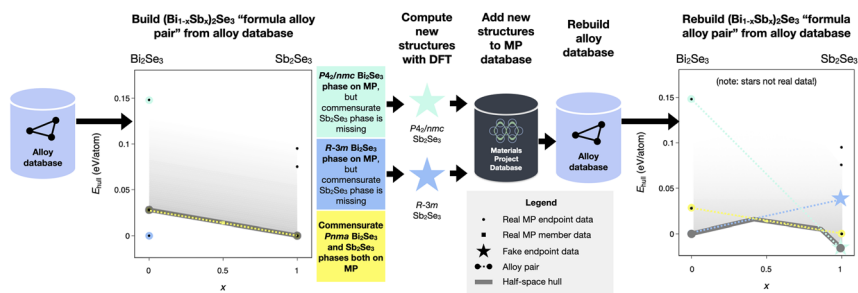 Build (Bi1-xSbx)2Se3 “formula alloy
pair” from alloy database
Bi2Se3
Sb2Se3
0.15
0.1
0.05
0
Ehull (eV/atom)
0
0.5
1
x
Alloy
database
P42/nmc Bi2Se3
phase on MP,
but
commensurate
Sb2Se3 phase is
missing
R-3m Bi2Se3
phase on MP,
but
commensurate
Sb2Se3 phase is
missing
Commensurate
Pnma Bi2Se3
and Sb2Se3
phases both on
MP
Compute
new
structures
with DFT
P42/nmc
Sb2Se3
R-3m
Sb2Se3
Add new
structures
to MP
database
Materials
Project
Database
Rebuild
alloy
database
Alloy
database
Legend
Real MP endpoint data
Real MP member data
Fake endpoint data
Alloy pair
Half-space hull
Rebuild (Bi1-xSbx)2Se3 “formula alloy
pair” from alloy database
Bi2Se3
Sb2Se3
(note: stars not real data!)
0.15
0.1
0.05
0
Ehull (eV/atom)
0
0.5
1
x